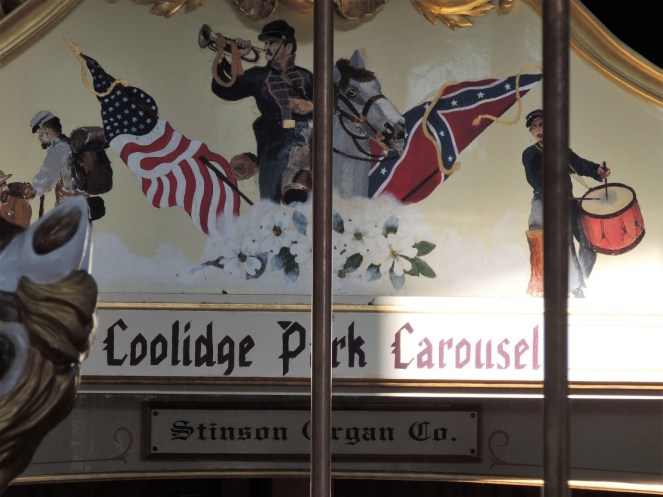 Coolidge Park Carousel
Stinson Organ Co.